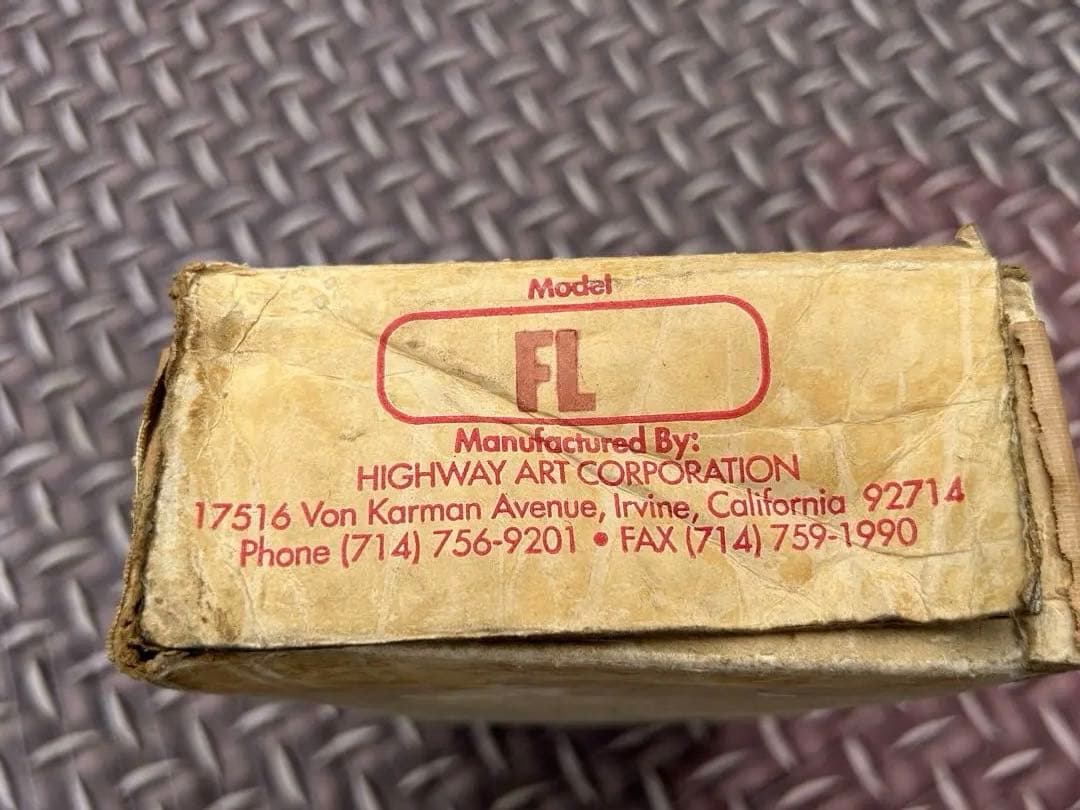 Model
FL
Manufactured By:
HIGHWAY ART CORPORATION
17516 Von Karman Avenue, Irvine, California 92714
Phone (714) 756-9201 • FAX (714) 759-1990